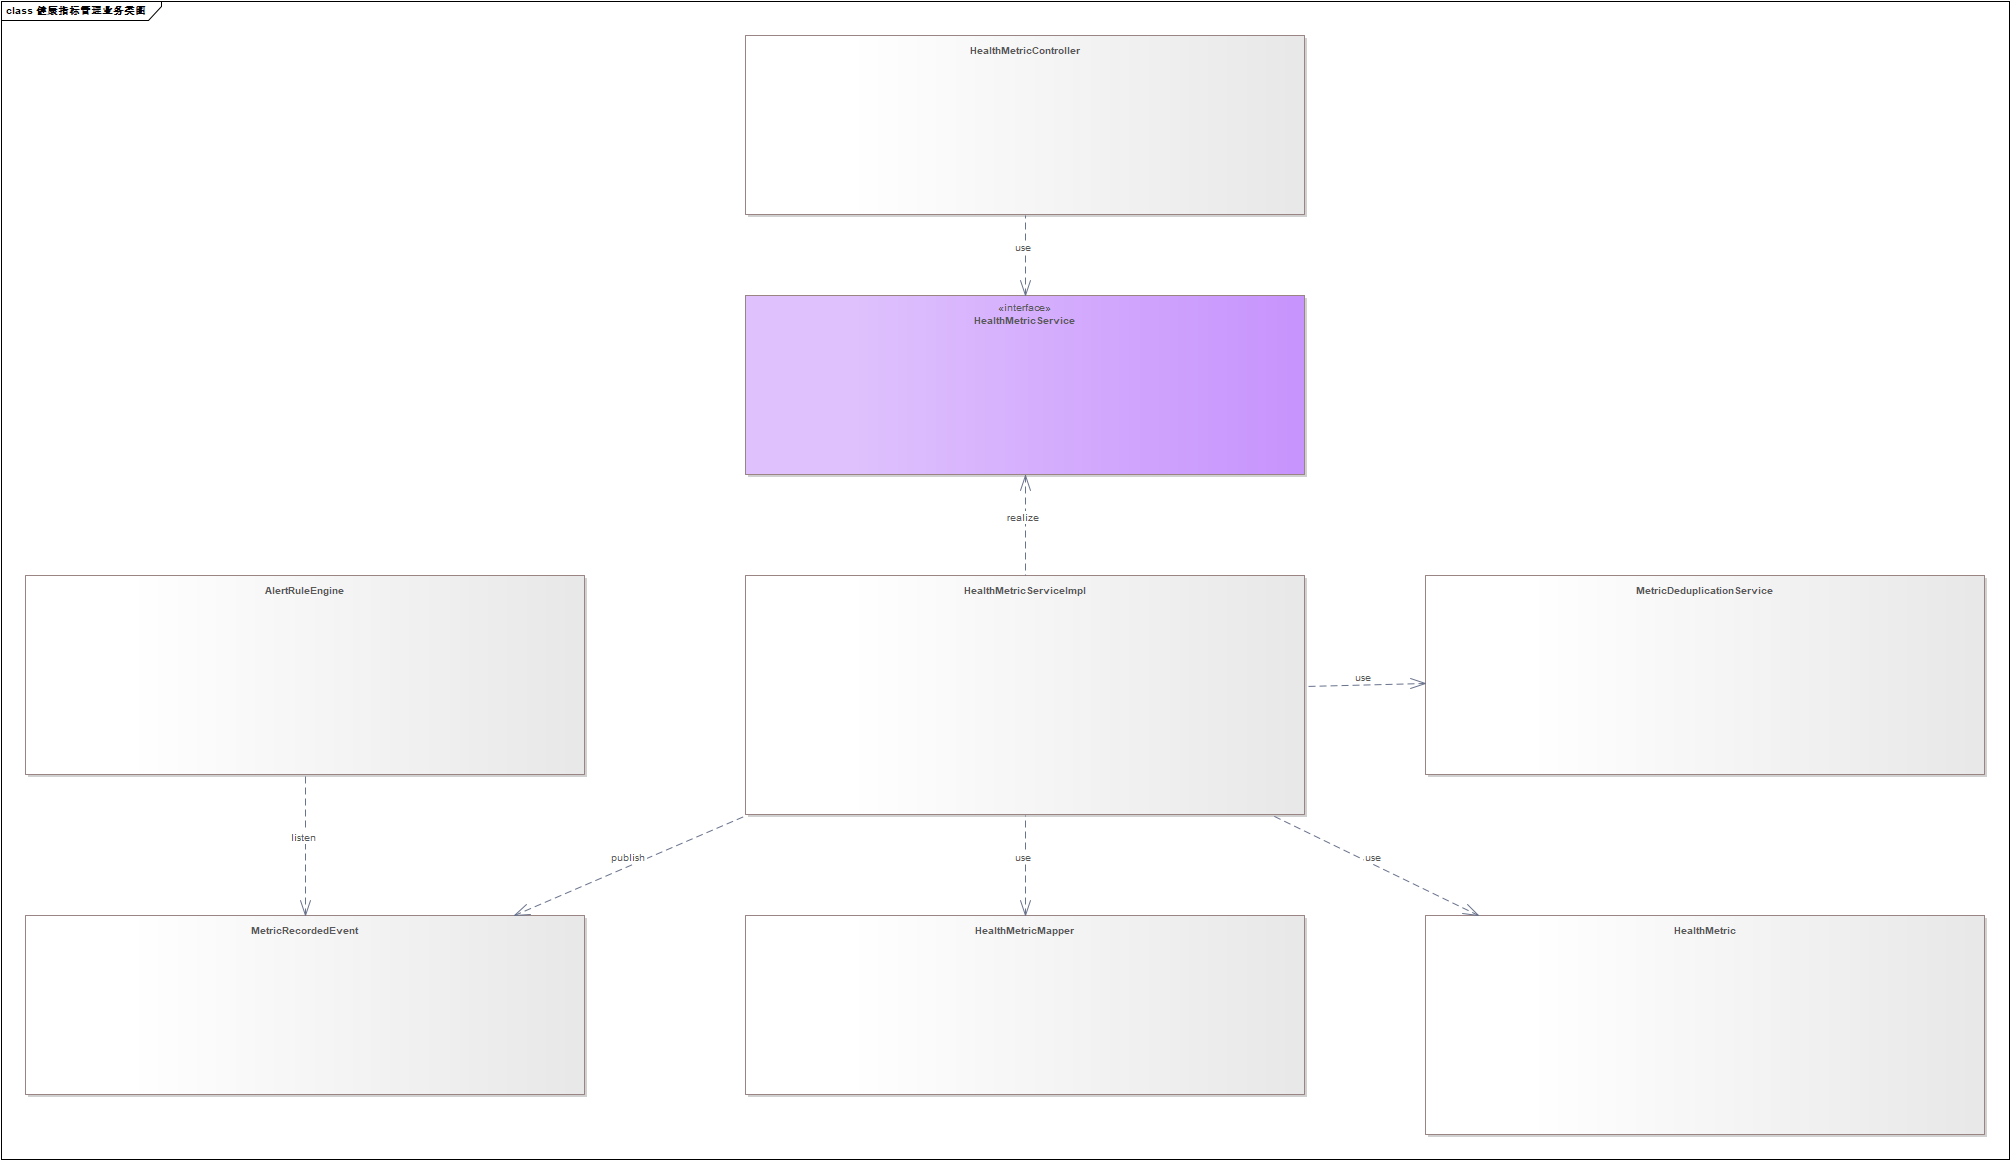 class 健康指标管理业务类图
HealthMetricController
use
«interface»
HealthMetricService
realize
AlertRuleEngine
HealthMetricServiceImpl
MetricDeduplicationService
use
listen
publish
use
use
MetricRecordedEvent
HealthMetricMapper
HealthMetric